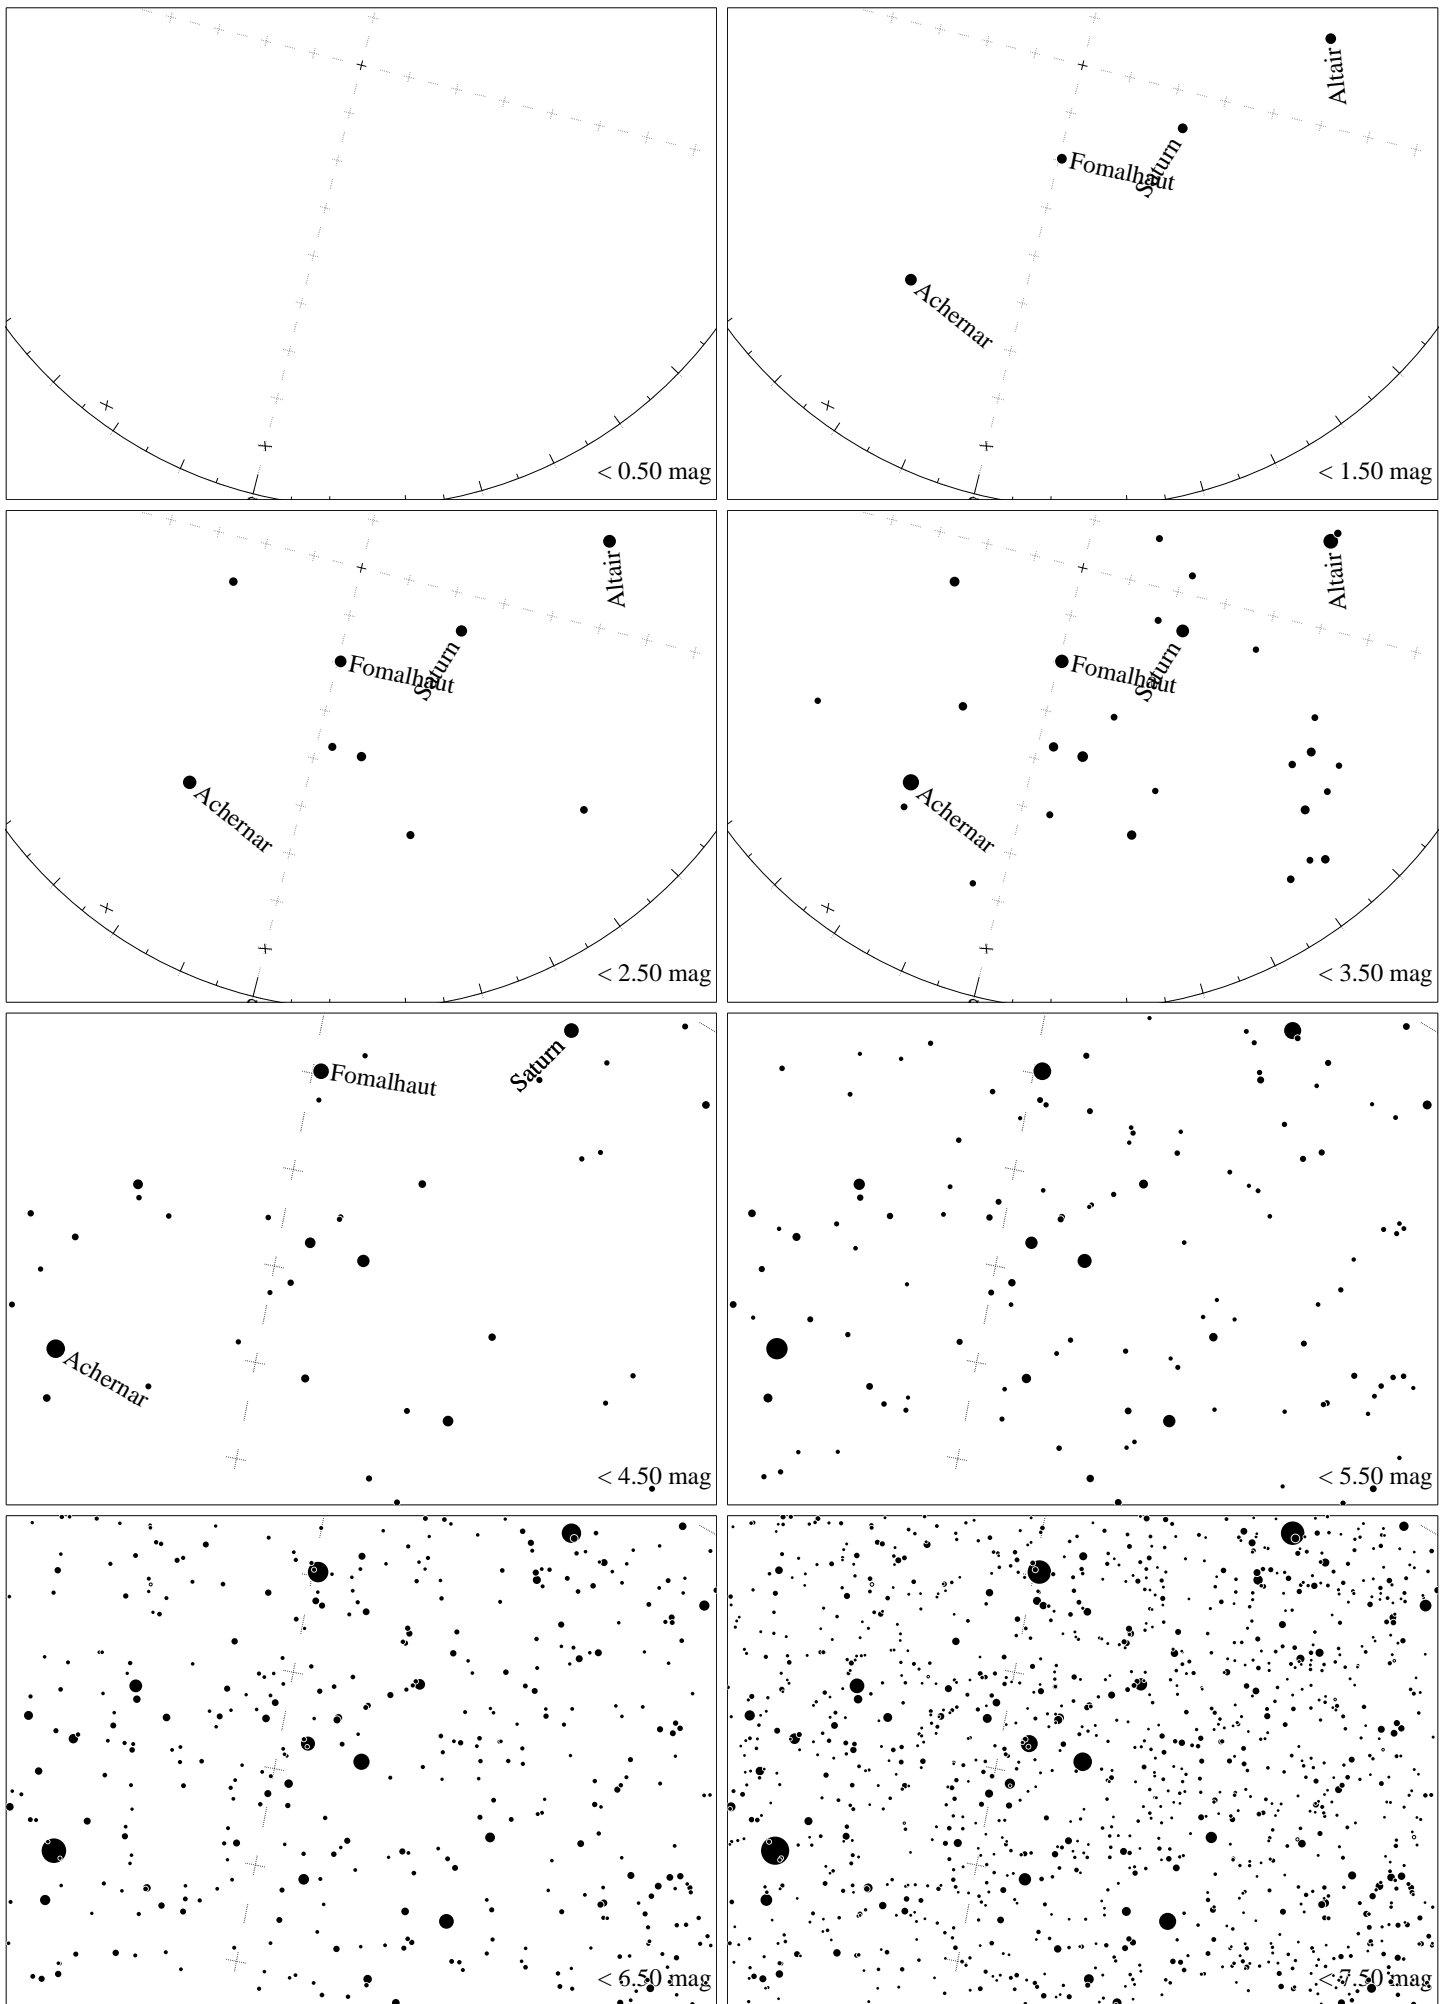 < 0.50 mag
Altair
Saturn
Fomalhaut
Achernar
< 1.50 mag
Altair
Saturn
Fomalhaut
Achernar
< 2.50 mag
Altair
Saturn
Fomalhaut
Achernar
< 3.50 mag
Saturn
Fomalhaut
Achernar
< 4.50 mag
< 5.50 mag
< 6.50 mag
< 7.50 mag